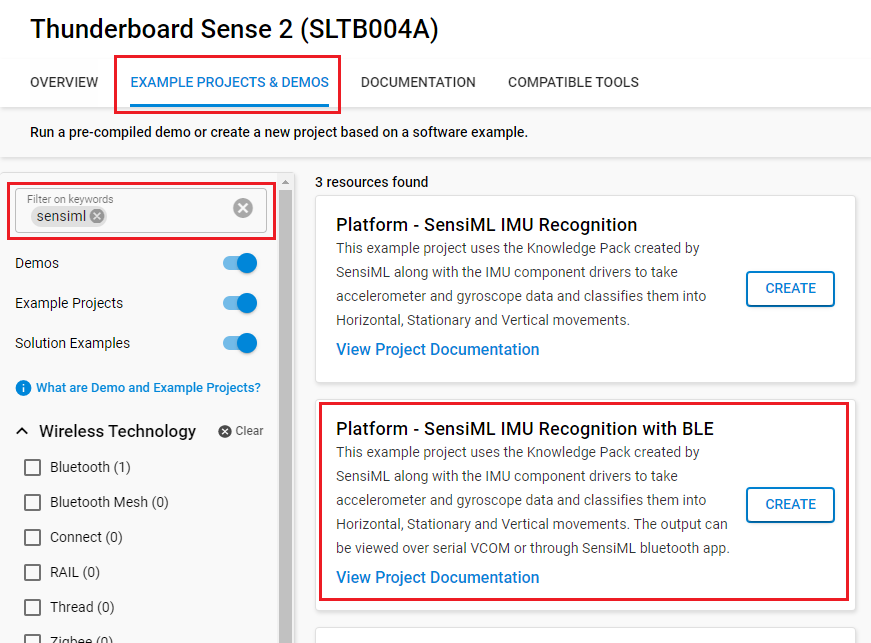 Thunderboard Sense 2 (SLTB004A)
OVERVIEW EXAMPLE PROJECTS & DEMOS DOCUMENTATION COMPATIBLE TOOLS
Run a pre-compiled demo or create a new project based on a software example.
Filter on keywords
sensiml
Demos
Example Projects
Solution Examples
What are Demo and Example Projects?
Wireless Technology Clear
Bluetooth (1)
Bluetooth Mesh (0)
Connect (0)
RAIL (0)
Thread (0)
Zigbee (0)
3 resources found
Platform - SensiML IMU Recognition
This example project uses the Knowledge Pack created by
SensiML along with the IMU component drivers to take
accelerometer and gyroscope data and classifies them into
Horizontal, Stationary and Vertical movements.
View Project Documentation
CREATE
Platform - SensiML IMU Recognition with BLE
This example project uses the Knowledge Pack created by
SensiML along with the IMU component drivers to take
accelerometer and gyroscope data and classifies them into
Horizontal, Stationary and Vertical movements. The output can
be viewed over serial VCOM or through SensiML bluetooth app.
View Project Documentation
CREATE